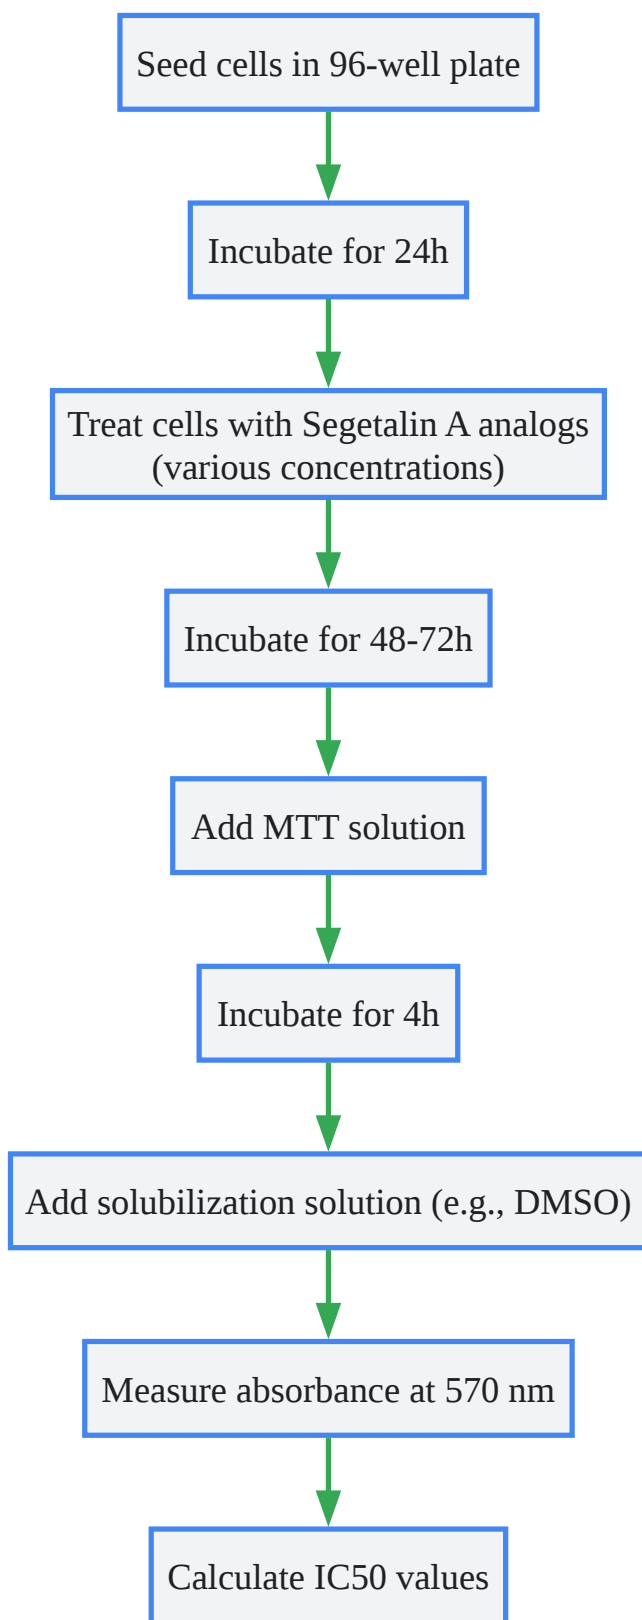 Seed cells in 96-well plate
Incubate for 24h
Treat cells with Segetalin A analogs
(various concentrations)
Incubate for 48-72h
Add MTT solution
Incubate for 4h
Add solubilization solution (e.g., DMSO)
Measure absorbance at 570 nm
Calculate IC50 values